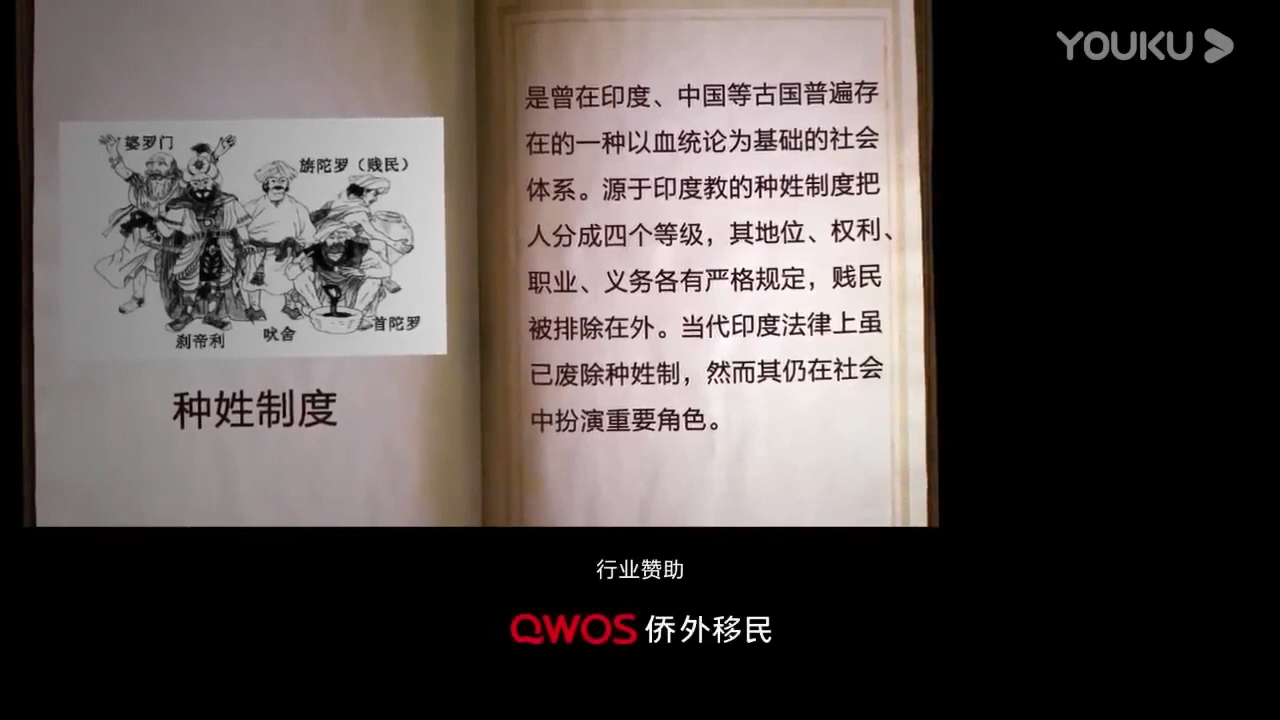 YOUKU
婆罗门
旃陀罗（贱民）
首陀罗
吠舍
刹帝利
种姓制度
是曾在印度、中国等古国普遍存
在的一种以血统论为基础的社会
体系。源于印度教的种姓制度把
人分成四个等级，其地位、权利、
职业、义务各有严格规定，贱民
被排除在外。当代印度法律上虽
已废除种姓制，然而其仍在社会
中扮演重要角色。
行业赞助
QWOS 侨外移民